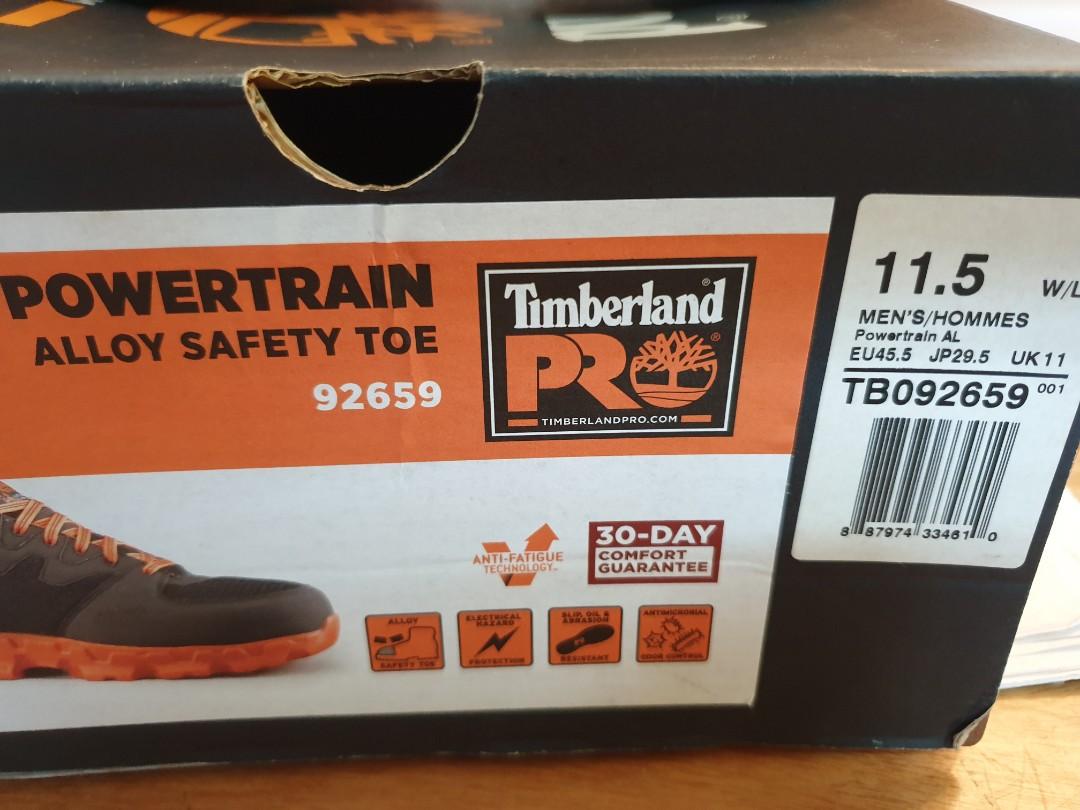 POWERTRAIN
ALLOY SAFETY TOE
92659
Timberland®
PRO®
TIMBERLANDPRO.COM
ANTI-FATIGUE
TECHNOLOGY™
30-DAY
COMFORT
GUARANTEE
ALLOY
SAFETY TOE
ELECTRICAL
HAZARD
PROTECTION
SLIP, OIL &
ABRASION
RESISTANT
ANTIMICROBIAL
ODOR CONTROL
11.5 W/L
MEN'S/HOMMES
Powertrain AL
EU45.5 JP29.5 UK11
TB092659 001
8 87974 33461 0